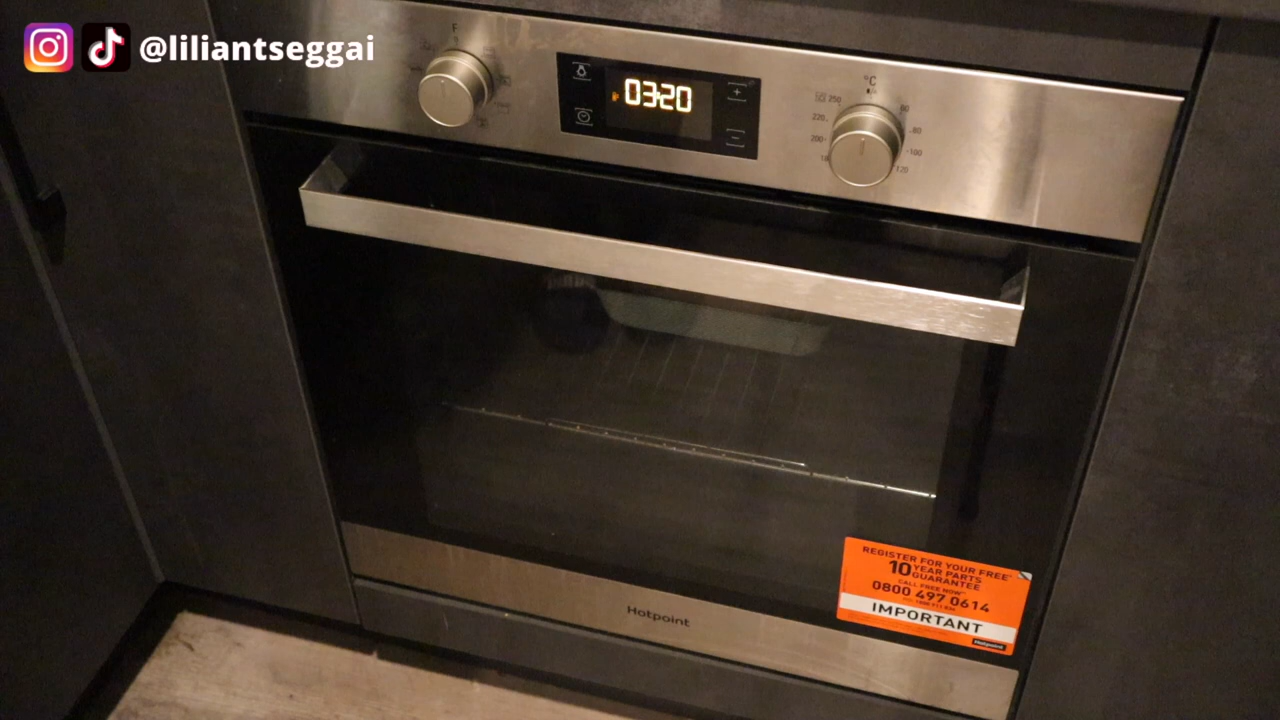 @liliantseggai
F
03:20
+
-
°C
250
220
200
80
100
120
REGISTER FOR YOUR FREE
10 YEAR PARTS
GUARANTEE
CALL FREE NOW
0800 497 0614
IMPORTANT
Hotpoint
Hotpoint